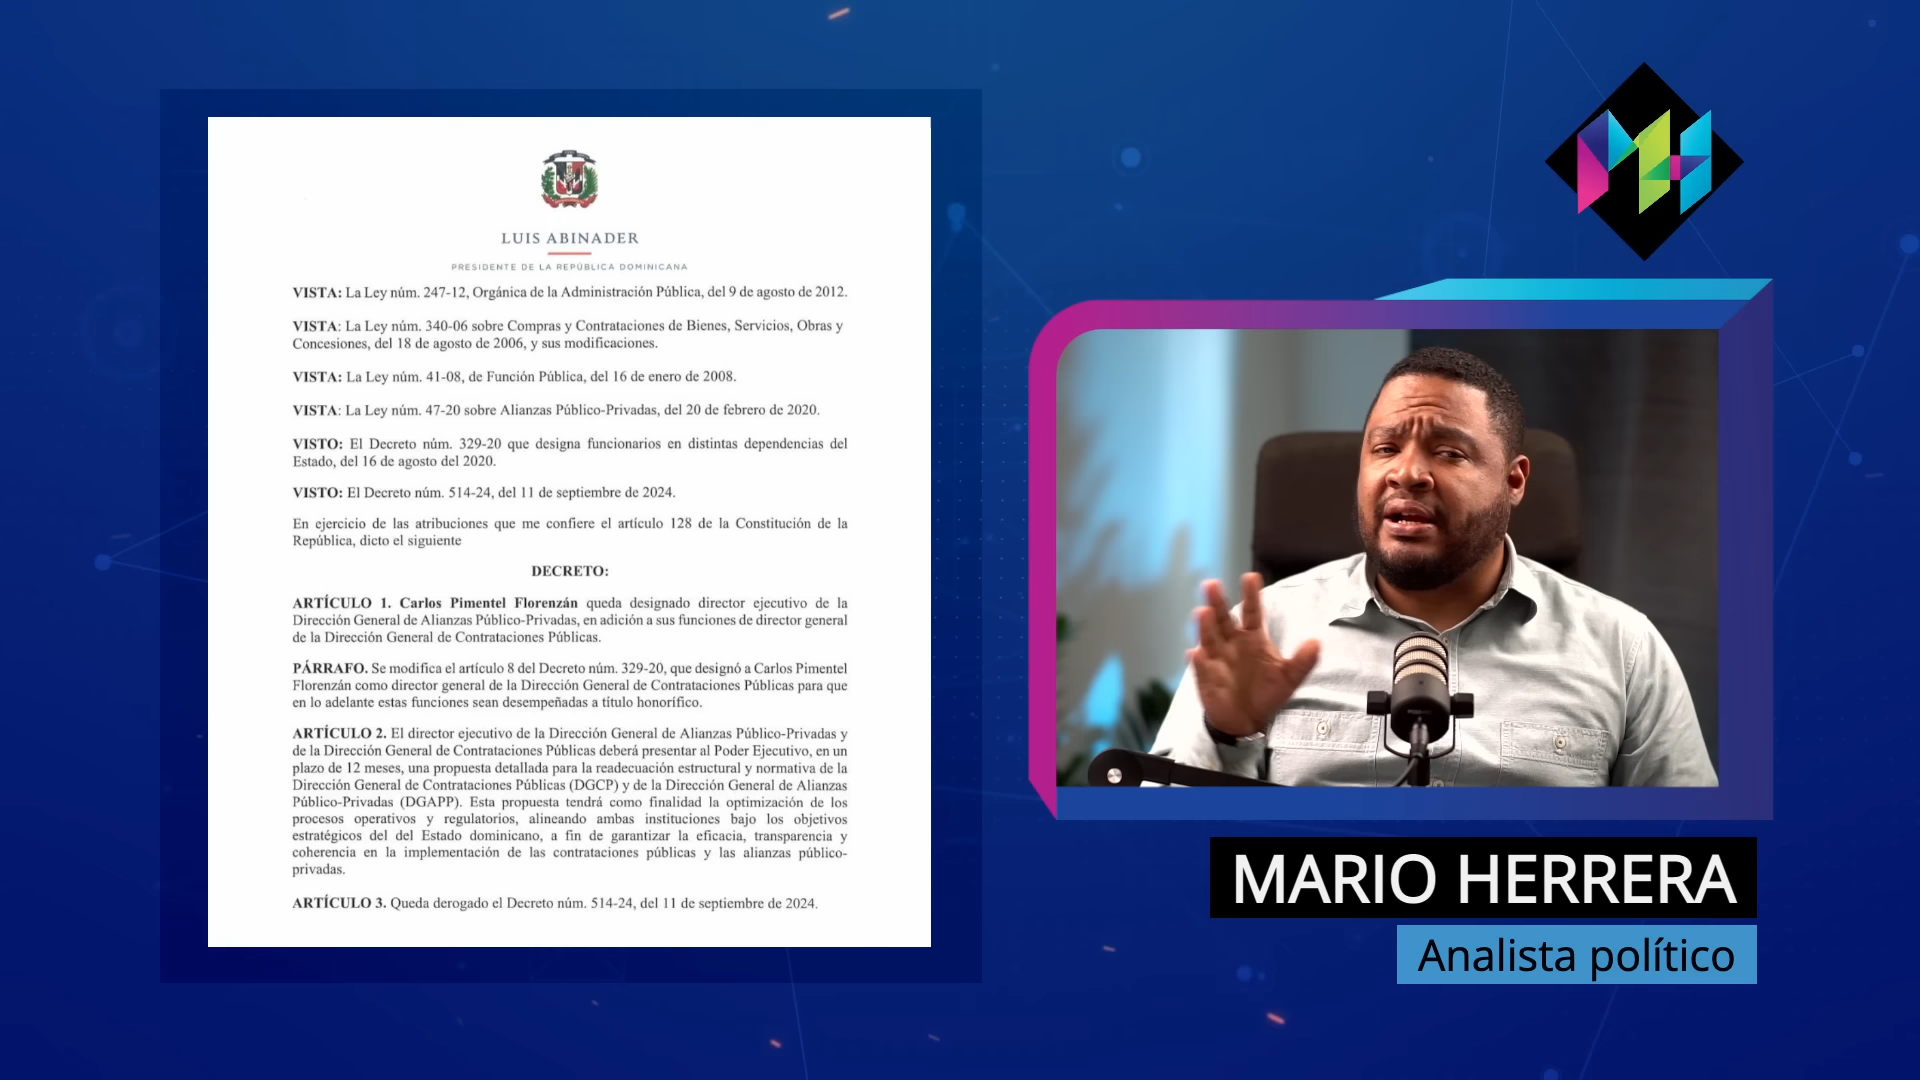 LUIS ABINADER
PRESIDENTE DE LA REPÚBLICA DOMINICANA
VISTA: La Ley núm. 247-12, Orgánica de la Administración Pública, del 9 de agosto de 2012.
VISTA: La Ley núm. 340-06 sobre Compras y Contrataciones de Bienes, Servicios, Obras y
Concesiones, del 18 de agosto de 2006, y sus modificaciones.
VISTA: La Ley núm. 41-08, de Función Pública, del 16 de enero de 2008.
VISTA: La Ley núm. 47-20 sobre Alianzas Público-Privadas, del 20 de febrero de 2020.
VISTO: El Decreto núm. 329-20 que designa funcionarios en distintas dependencias del
Estado, del 16 de agosto del 2020.
VISTO: El Decreto núm. 514-24, del 11 de septiembre de 2024.
En ejercicio de las atribuciones que me confiere el artículo 128 de la Constitución de la
República, dicto el siguiente
DECRETO:
ARTÍCULO 1. Carlos Pimentel Florenzán queda designado director ejecutivo de la
Dirección General de Alianzas Público-Privadas, en adición a sus funciones de director general
de la Dirección General de Contrataciones Públicas.
PÁRRAFO. Se modifica el artículo 8 del Decreto núm. 329-20, que designó a Carlos Pimentel
Florenzán como director general de la Dirección General de Contrataciones Públicas para que
en lo adelante estas funciones sean desempeñadas a título honorífico.
ARTÍCULO 2. El director ejecutivo de la Dirección General de Alianzas Público-Privadas y
de la Dirección General de Contrataciones Públicas deberá presentar al Poder Ejecutivo, en un
plazo de 12 meses, una propuesta detallada para la readecuación estructural y normativa de la
Dirección General de Contrataciones Públicas (DGCP) y de la Dirección General de Alianzas
Público-Privadas (DGAPP). Esta propuesta tendrá como finalidad la optimización de los
procesos operativos y regulatorios, alineando ambas instituciones bajo los objetivos
estratégicos del del Estado dominicano, a fin de garantizar la eficacia, transparencia y
coherencia en la implementación de las contrataciones públicas y las alianzas público-
privadas.
ARTÍCULO 3. Queda derogado el Decreto núm. 514-24, del 11 de septiembre de 2024.
MH
MARIO HERRERA
Analista político